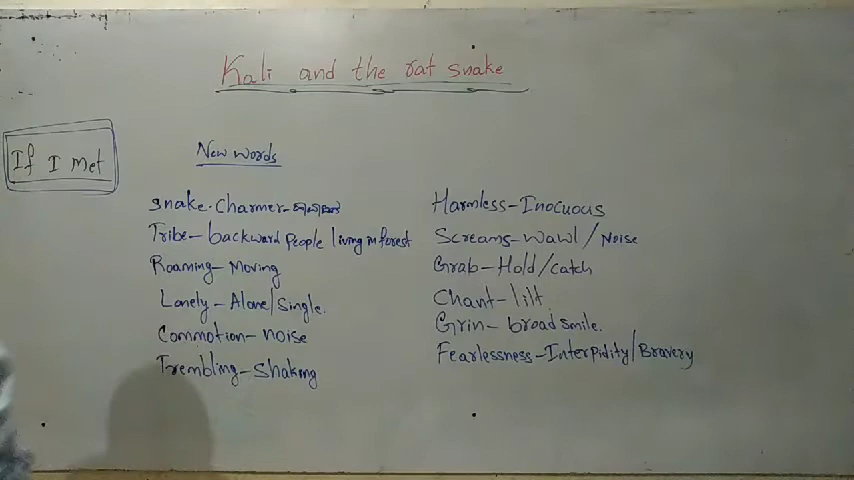 Kali and the rat snake
If I met
New words
snake-Charmer-
Tribe-backward people living in forest
Roaming-Moving
Lonely-Alone/Single.
Commotion-noise
Trembling-Shaking
Harmless-Inocuous
Screams-wawl/Noise
Grab-Hold/catch
Chant-lilt
Grin-broad smile.
Fearlessness-Interpidity/Bravery